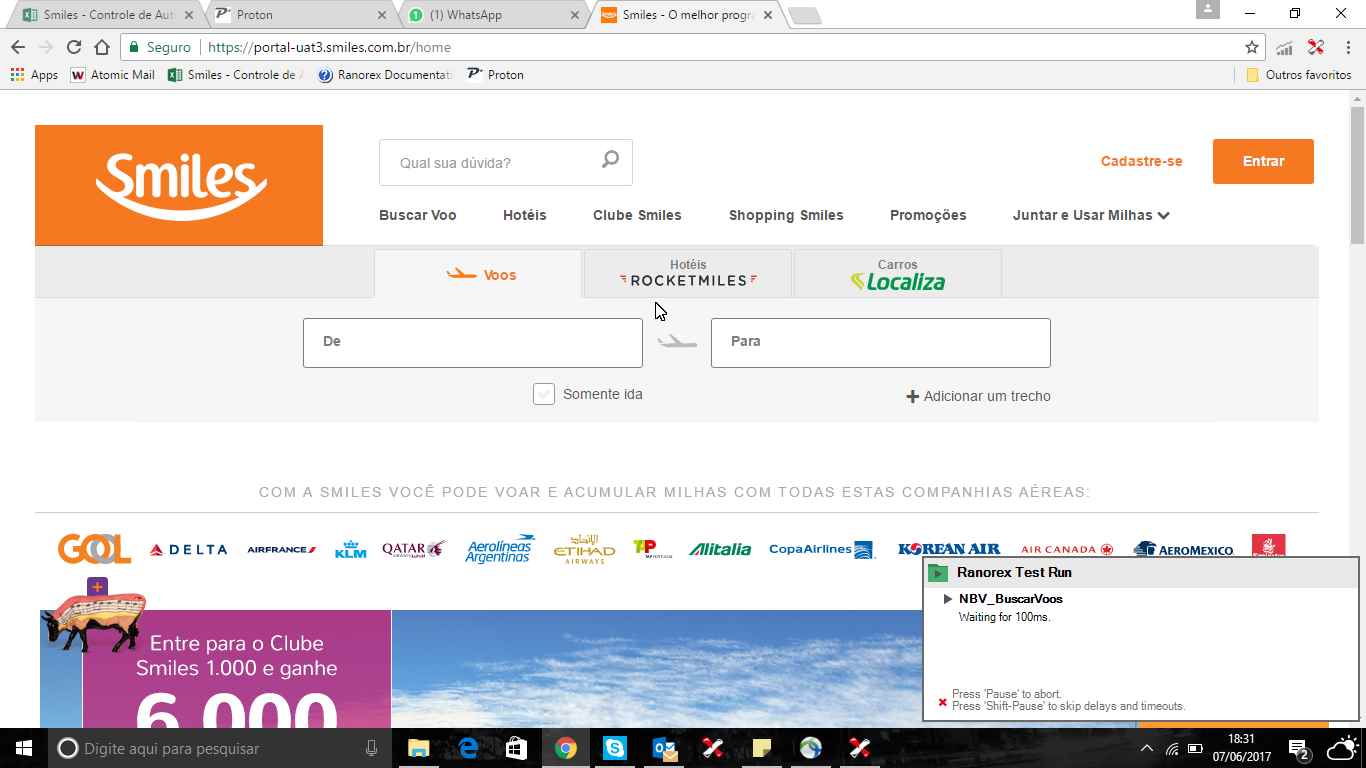 Smiles - Controle de Aut
Proton
(1) WhatsApp
Smiles - O melhor progr
Seguro
https://portal-uat3.smiles.com.br/home
Apps
Atomic Mail
Smiles - Controle de A
Ranorex Documentati
Proton
Outros favoritos
Smiles
Qual sua dúvida?
Cadastre-se
Entrar
Buscar Voo
Hotéis
Clube Smiles
Shopping Smiles
Promoções
Juntar e Usar Milhas
Voos
Hotéis
ROCKETMILES
Carros
Localiza
De
Para
Somente ida
Adicionar um trecho
COM A SMILES VOCÊ PODE VOAR E ACUMULAR MILHAS COM TODAS ESTAS COMPANHIAS AÉREAS:
GOL
DELTA
AIRFRANCE
KLM
QATAR
Aerolíneas
Argentinas
ETIHAD
AIRWAYS
TAP
Alitalia
CopaAirlines
KOREAN AIR
AIR CANADA
AEROMEXICO
Ranorex Test Run
NBV_BuscarVoos
Waiting for 100ms.
Press 'Pause' to abort.
Press 'Shift-Pause' to skip delays and timeouts.
Entre para o Clube
Smiles 1.000 e ganhe
6.000
Digite aqui para pesquisar
18:31
07/06/2017
2